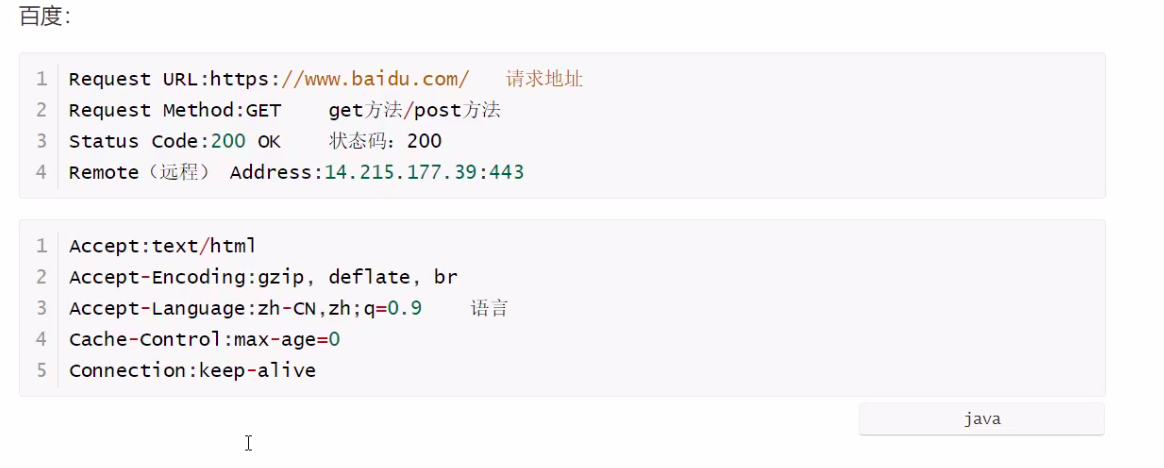 百度：
1 Request URL:https://www.baidu.com/   请求地址
2 Request Method:GET    get方法/post方法
3 Status Code:200 OK    状态码：200
4 Remote（远程） Address:14.215.177.39:443
1 Accept:text/html
2 Accept-Encoding:gzip, deflate, br
3 Accept-Language:zh-CN,zh;q=0.9    语言
4 Cache-Control:max-age=0
5 Connection:keep-alive
java